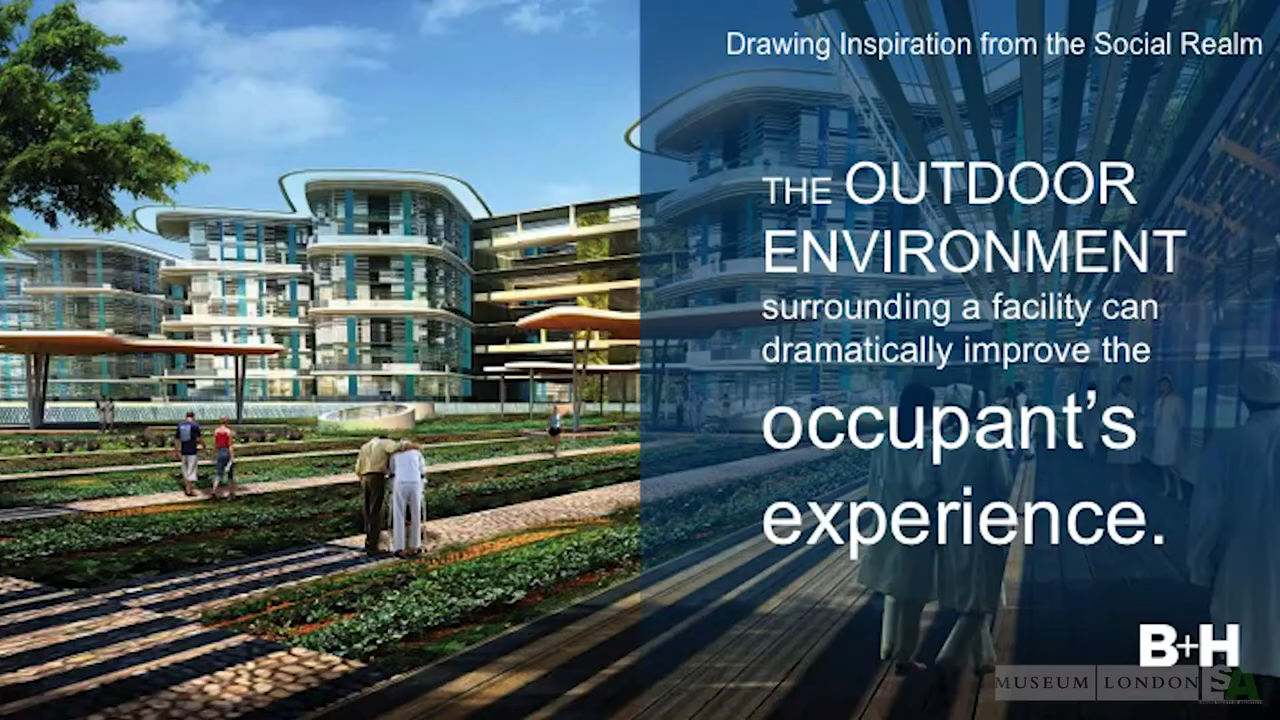 Drawing Inspiration from the Social Realm
THE OUTDOOR
ENVIRONMENT
surrounding a facility can
dramatically improve the
occupant's
experience.
B+H
MUSEUM LONDON SA